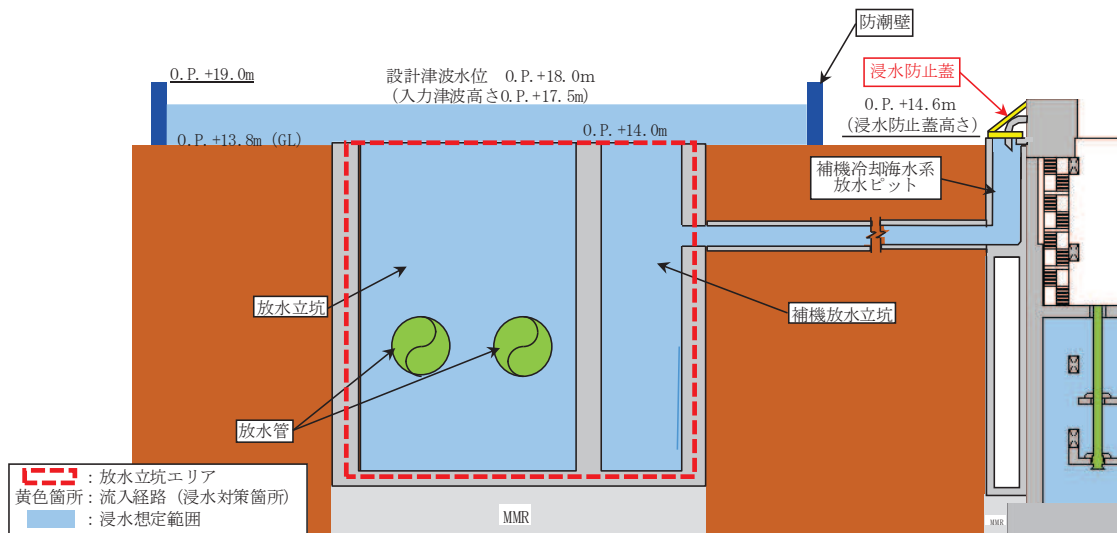 防潮壁
O.P.+19.0m
設計津波水位 O.P.+18.0m
(入力津波高さO.P.+17.5m)
浸水防止蓋
O.P.+14.6m
(浸水防止蓋高さ)
O.P.+13.8m (GL)
O.P.+14.0m
補機冷却海水系
放水ピット
放水立坑
補機放水立坑
放水管
:放水立坑エリア
黄色箇所:流入経路(浸水対策箇所)
:浸水想定範囲
MMR
MMR